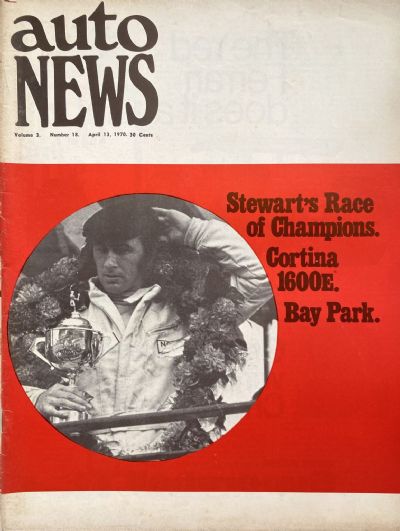 auto
NEWS
Volume 3. Number 18. April 13, 1970. 30 Cents
Stewart's Race
of Champions.
Cortina
1600E.
Bay Park.